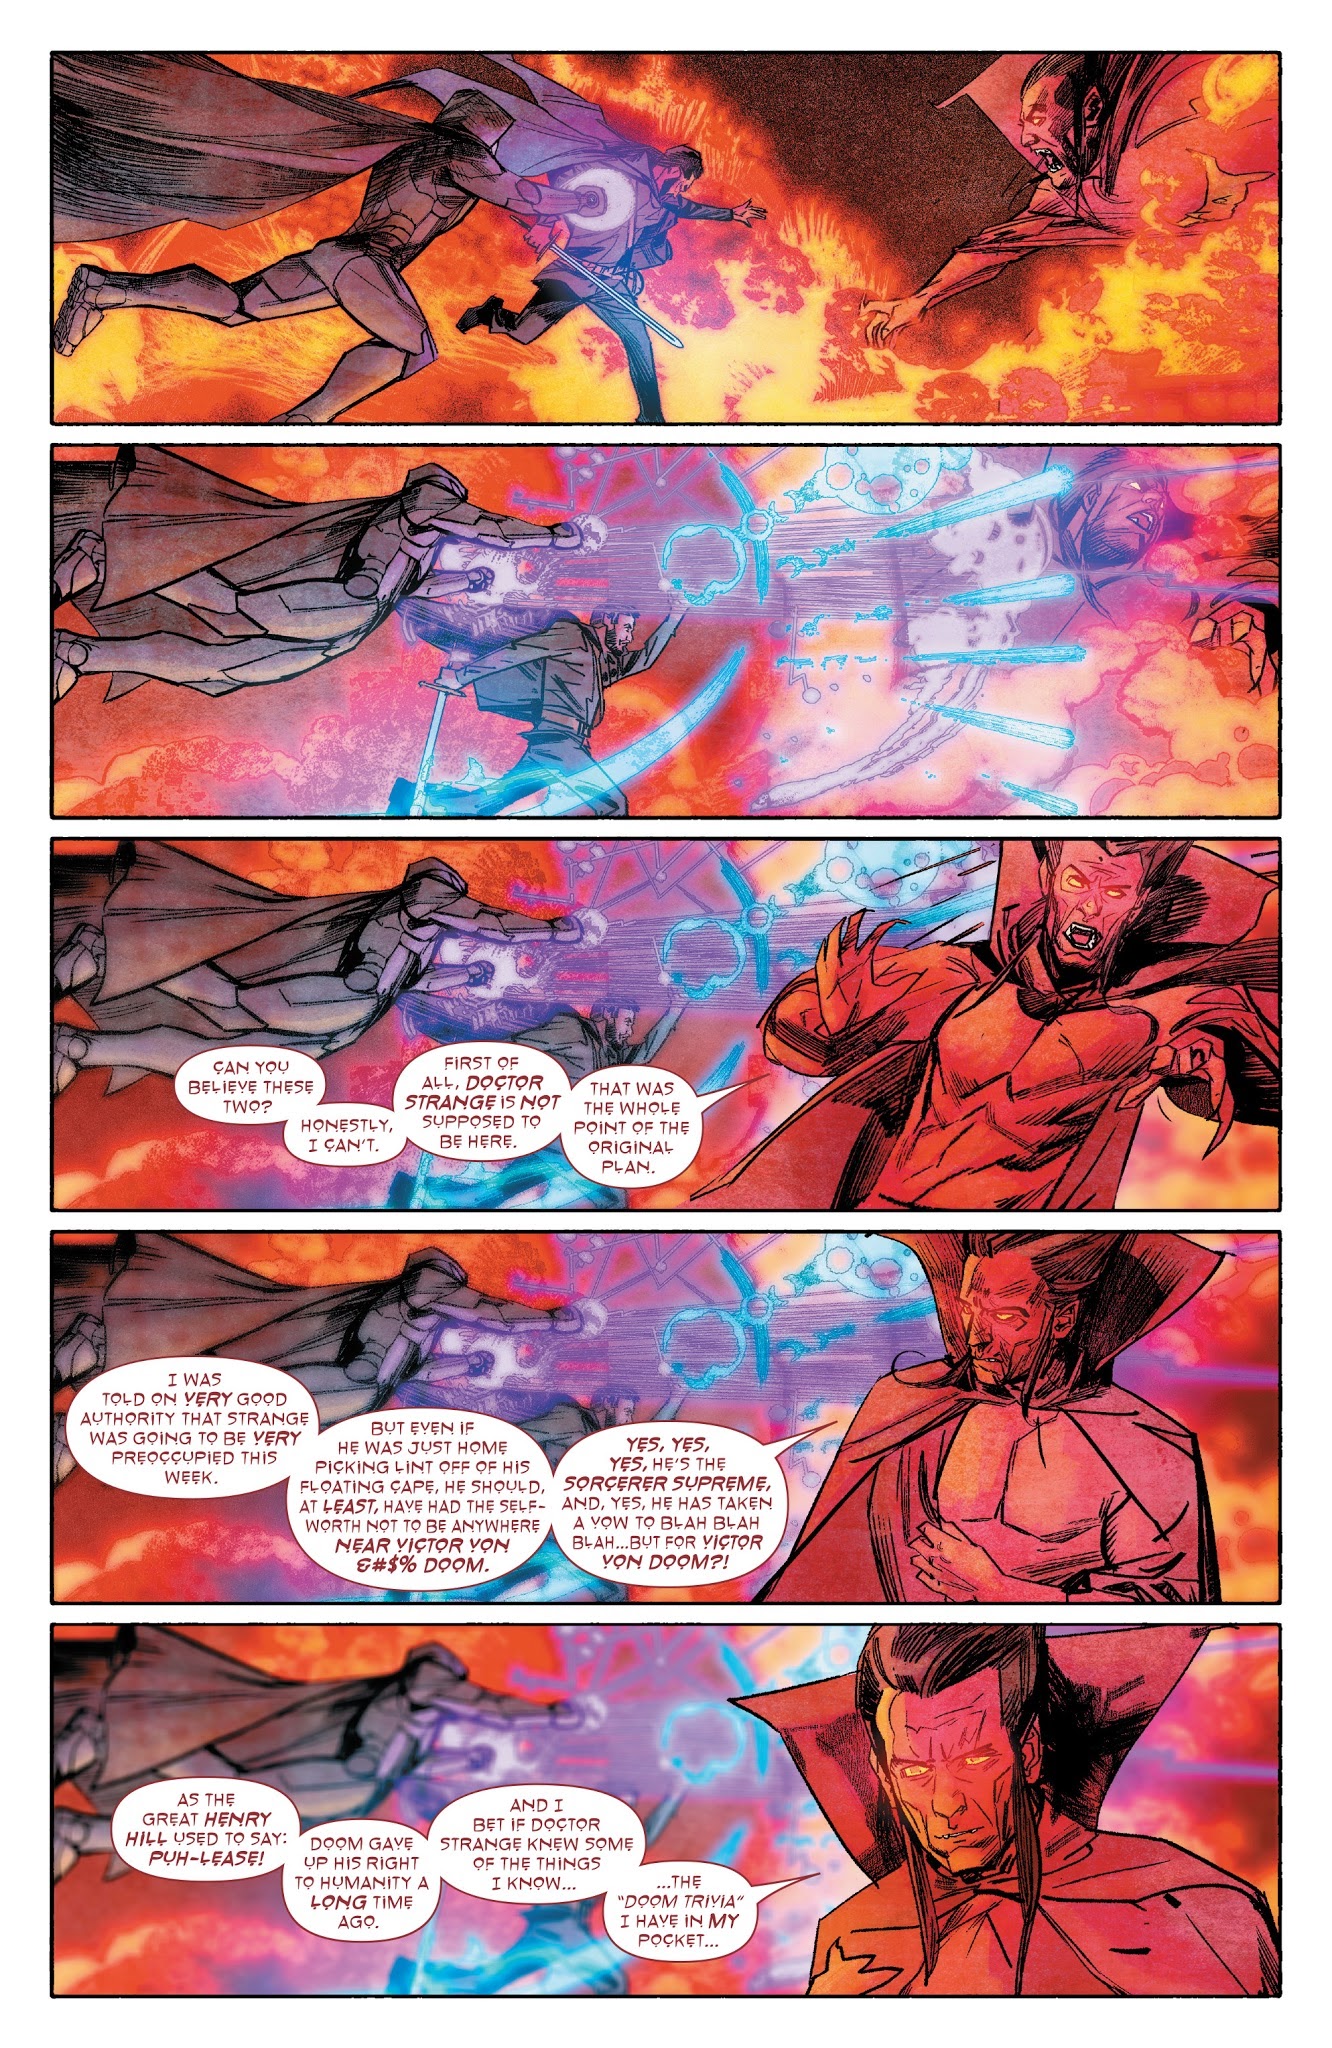 CAN YOU
BELIEVE THESE
TWO?
HONESTLY,
I CAN'T.
FIRST OF
ALL, DOCTOR
STRANGE IS NOT
SUPPOSED TO
BE HERE.
THAT WAS
THE WHOLE
POINT OF THE
ORIGINAL
PLAN.
I WAS
TOLD ON VERY GOOD
AUTHORITY THAT STRANGE
WAS GOING TO BE VERY
PREOCCUPIED THIS
WEEK.
BUT EVEN IF
HE WAS JUST HOME
PICKING LINT OFF OF HIS
FLOATING CAPE, HE SHOULD,
AT LEAST, HAVE HAD THE SELF-
WORTH NOT TO BE ANYWHERE
NEAR VICTOR VON
&#$% DOOM.
YES, YES,
YES, HE'S THE
SORCERER SUPREME,
AND, YES, HE HAS TAKEN
A VOW TO BLAH BLAH
BLAH...BUT FOR VICTOR
VON DOOM?!
AS THE
GREAT HENRY
HILL USED TO SAY:
PUH-LEASE!
DOOM GAVE
UP HIS RIGHT
TO HUMANITY A
LONG TIME
AGO.
AND I
BET IF DOCTOR
STRANGE KNEW SOME
OF THE THINGS
I KNOW...
...THE
"DOOM TRIVIA"
I HAVE IN MY
POCKET...